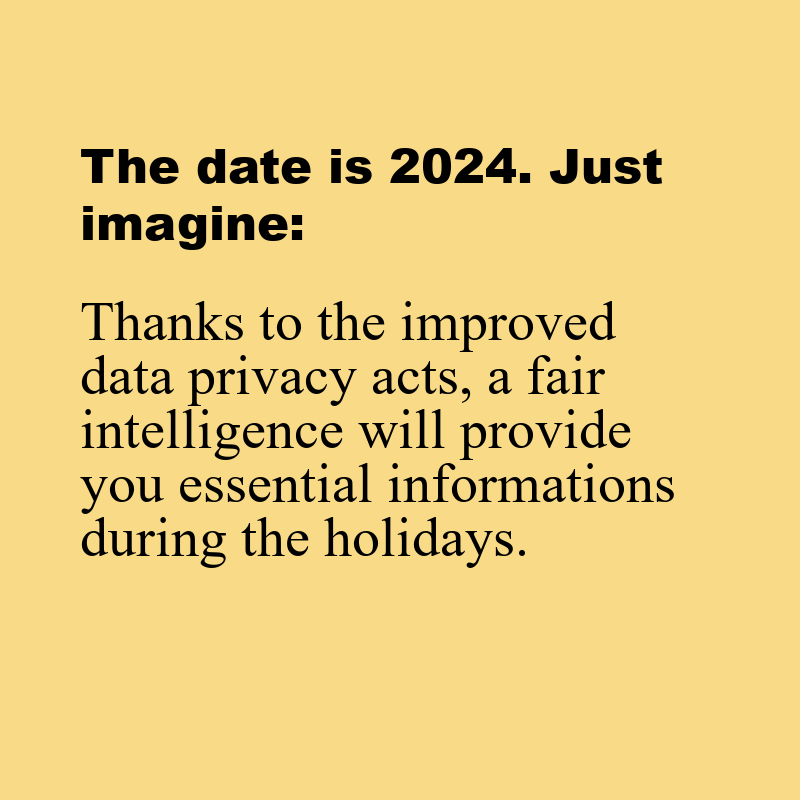 The date is 2024. Just
imagine:
Thanks to the improved
data privacy acts, a fair
intelligence will provide
you essential informations
during the holidays.